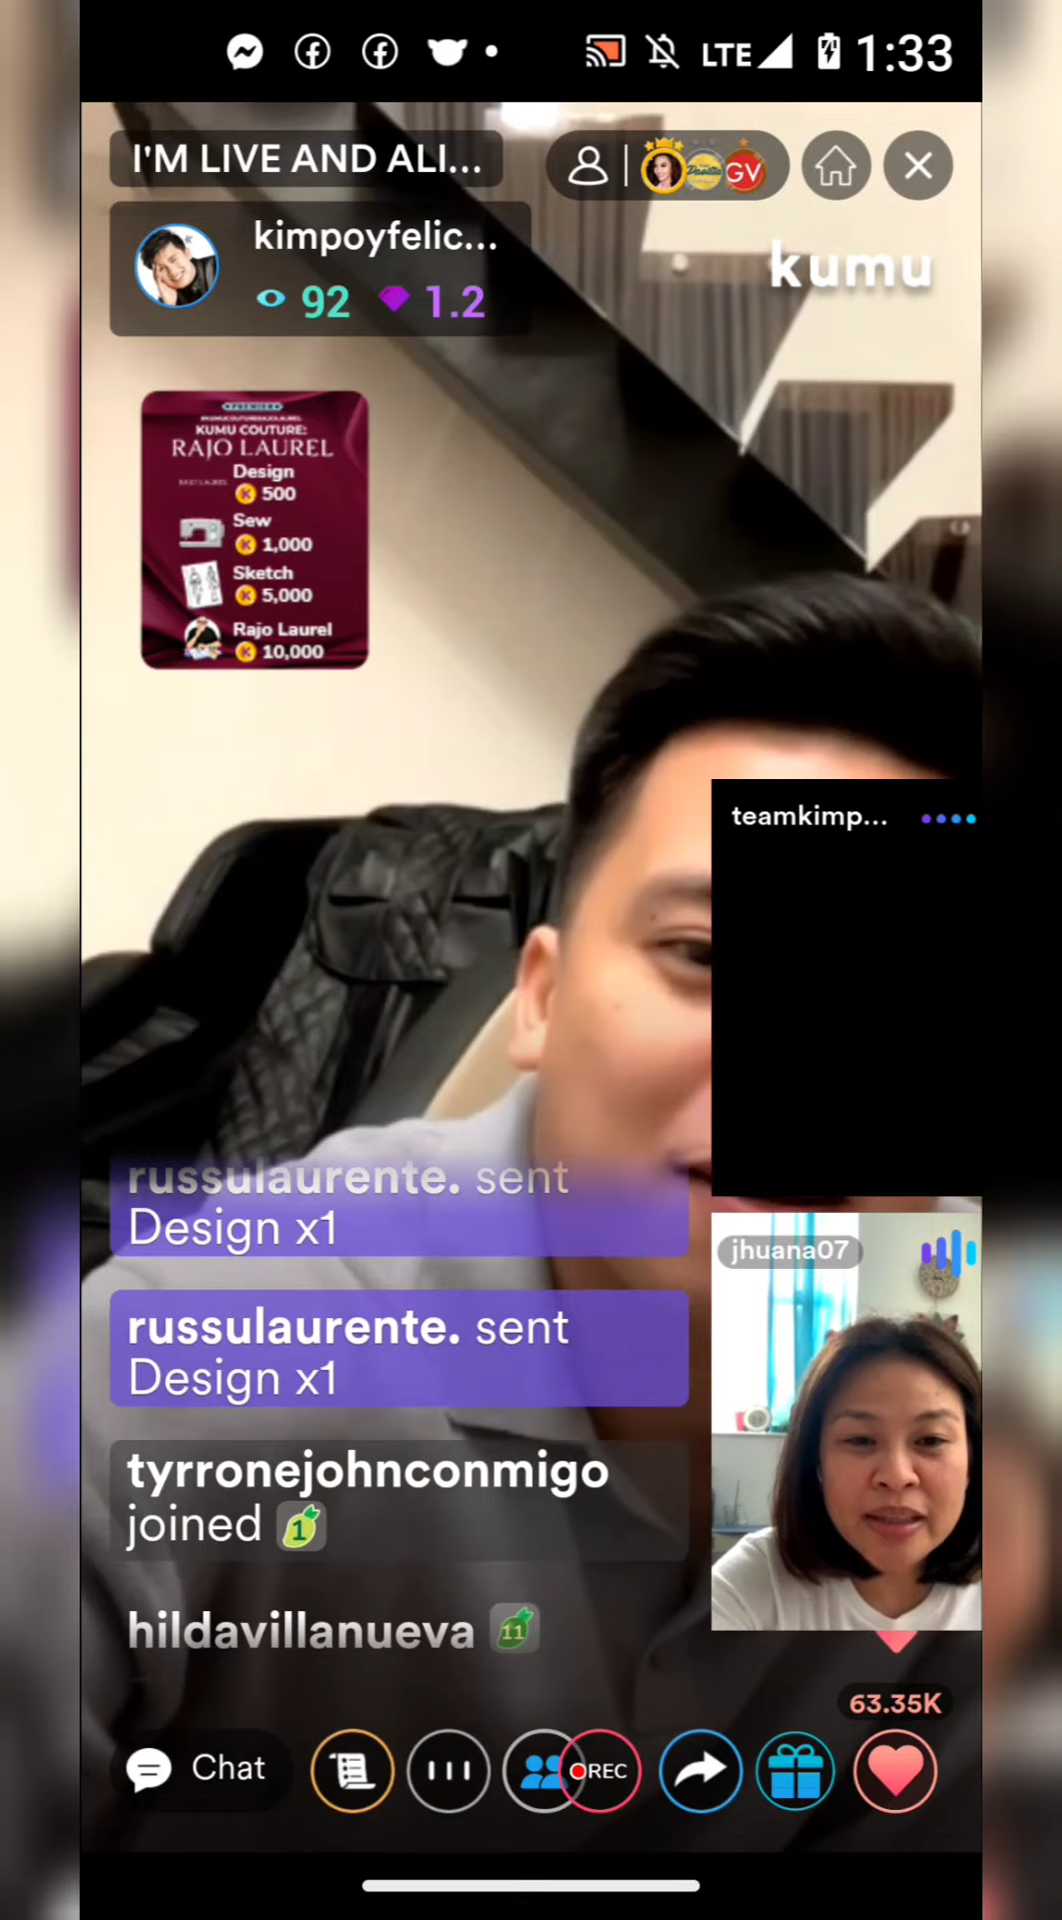 LTE 1:33
I'M LIVE AND ALI...
GV
kimpoyfelic...
92 1.2
kumu
KUMU COUTURE:
RAJO LAUREL
Design
500
Sew
1,000
Sketch
5,000
Rajo Laurel
10,000
teamkimp...
russulaurente. sent
Design x1
jhuana07
russulaurente. sent
Design x1
tyrronejohnconmigo
joined 1
hildavillanueva 11
63.35K
Chat
REC